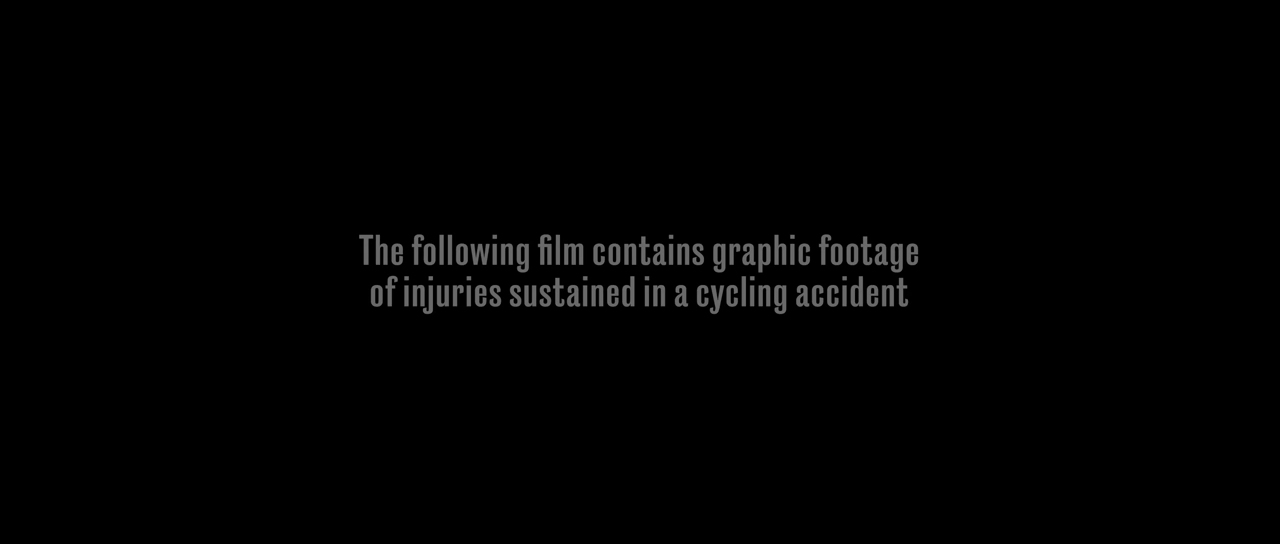 The following film contains graphic footage
of injuries sustained in a cycling accident